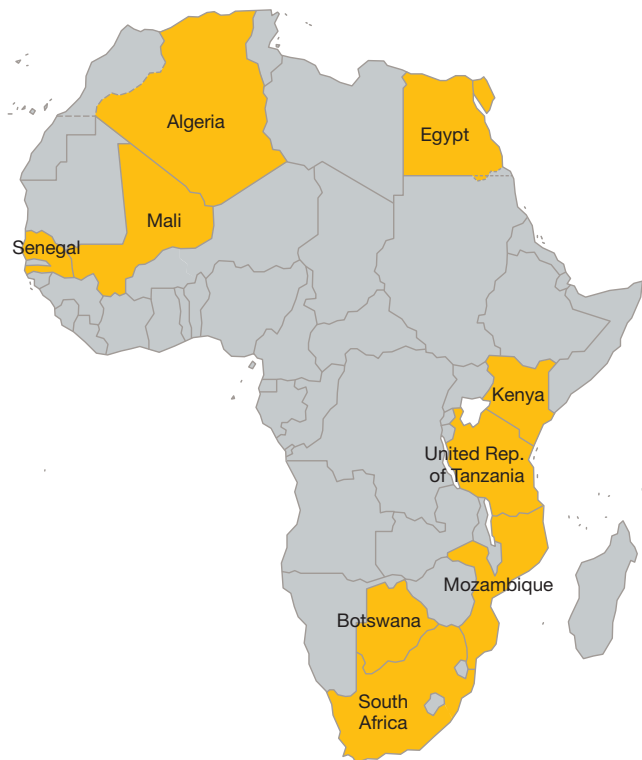 Algeria
Egypt
Mali
Senegal
Kenya
United Rep.
of Tanzania
Mozambique
Botswana
South
Africa